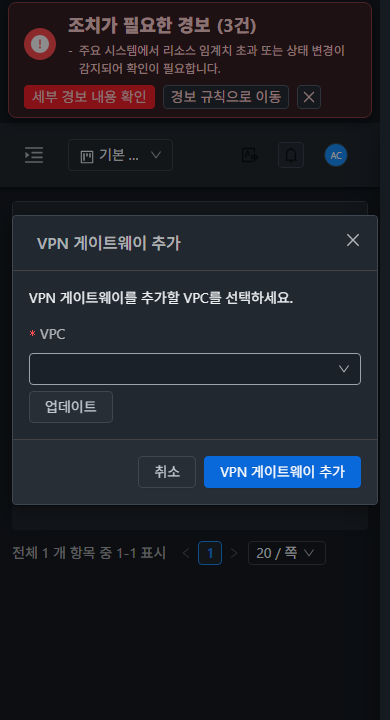 조치가 필요한 경보 (3건)
- 주요 시스템에서 리소스 임계치 초과 또는 상태 변경이
감지되어 확인이 필요합니다.
세부 경보 내용 확인
경보 규칙으로 이동
기본 ...
AC
VPN 게이트웨이 추가
VPN 게이트웨이를 추가할 VPC를 선택하세요.
* VPC
업데이트
취소
VPN 게이트웨이 추가
전체 1 개 항목 중 1-1 표시
1
20 / 쪽